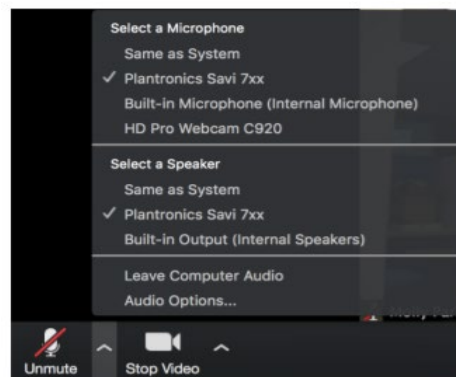 Select a Microphone
Same as System
Plantronics Savi 7xx
Built-in Microphone (Internal Microphone)
HD Pro Webcam C920
Select a Speaker
Same as System
Plantronics Savi 7xx
Built-in Output (Internal Speakers)
Leave Computer Audio
Audio Options...
Unmute
Stop Video